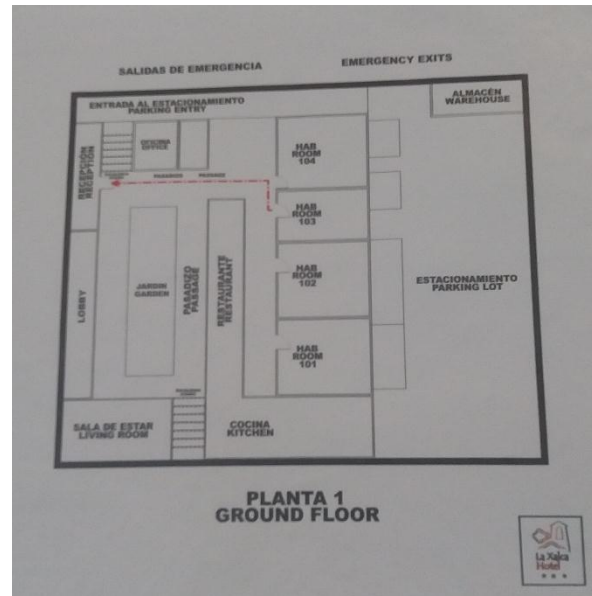 SALIDAS DE EMERGENCIA
EMERGENCY EXITS
ENTRADA AL ESTACIONAMIENTO
PARKING ENTRY
ALMACÉN
WAREHOUSE
RECEPCIÓN
RECEPTION
OFICINA
OFFICE
PASADIZO PASSAGE
HAB
ROOM
104
HAB
ROOM
103
HAB
ROOM
102
HAB
ROOM
101
LOBBY
JARDIN
GARDEN
PASADIZO
PASSAGE
RESTAURANTE
RESTAURANT
ESTACIONAMIENTO
PARKING LOT
SALA DE ESTAR
LIVING ROOM
COCINA
KITCHEN
PLANTA 1
GROUND FLOOR
La Xalca
Hotel